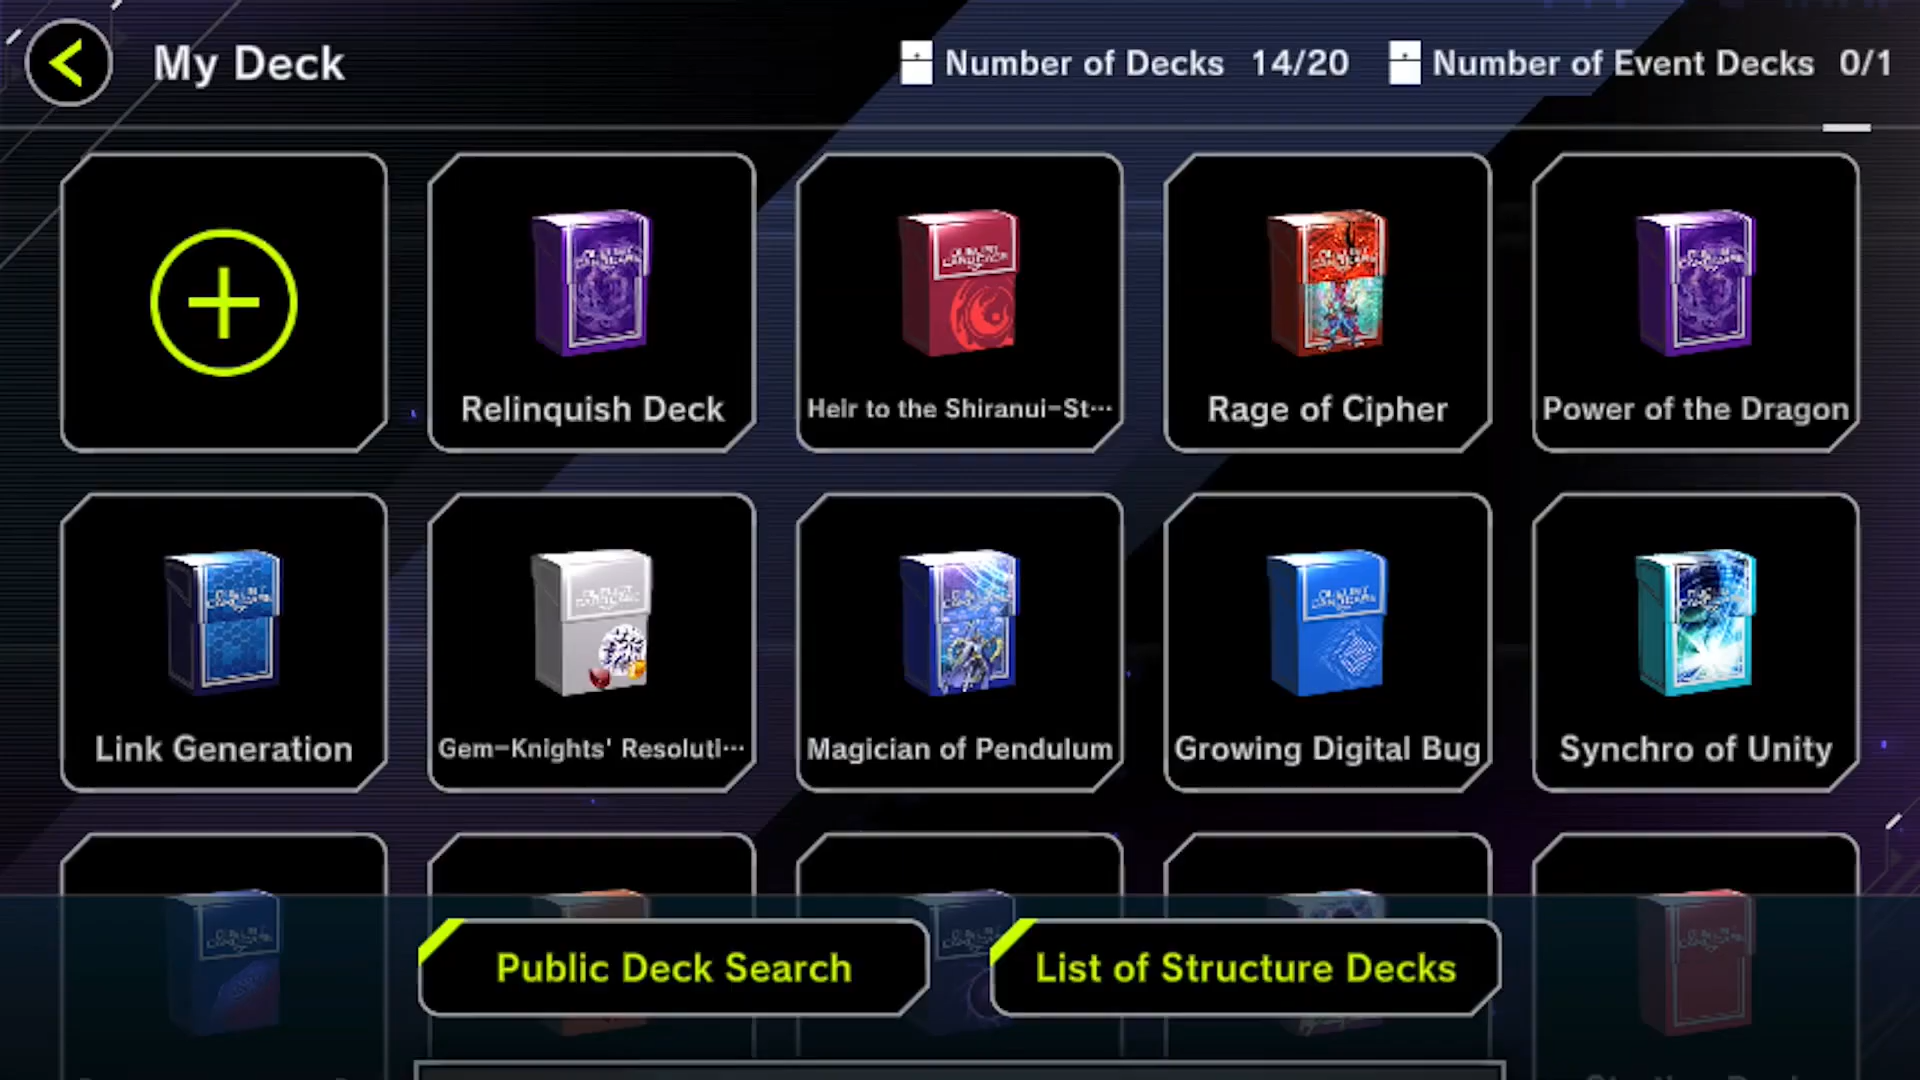 My Deck
Number of Decks 14/20
Number of Event Decks 0/1
Relinquish Deck
Heir to the Shiranui-St…
Rage of Cipher
Power of the Dragon
Link Generation
Gem-Knights' Resoluti…
Magician of Pendulum
Growing Digital Bug
Synchro of Unity
Public Deck Search
List of Structure Decks